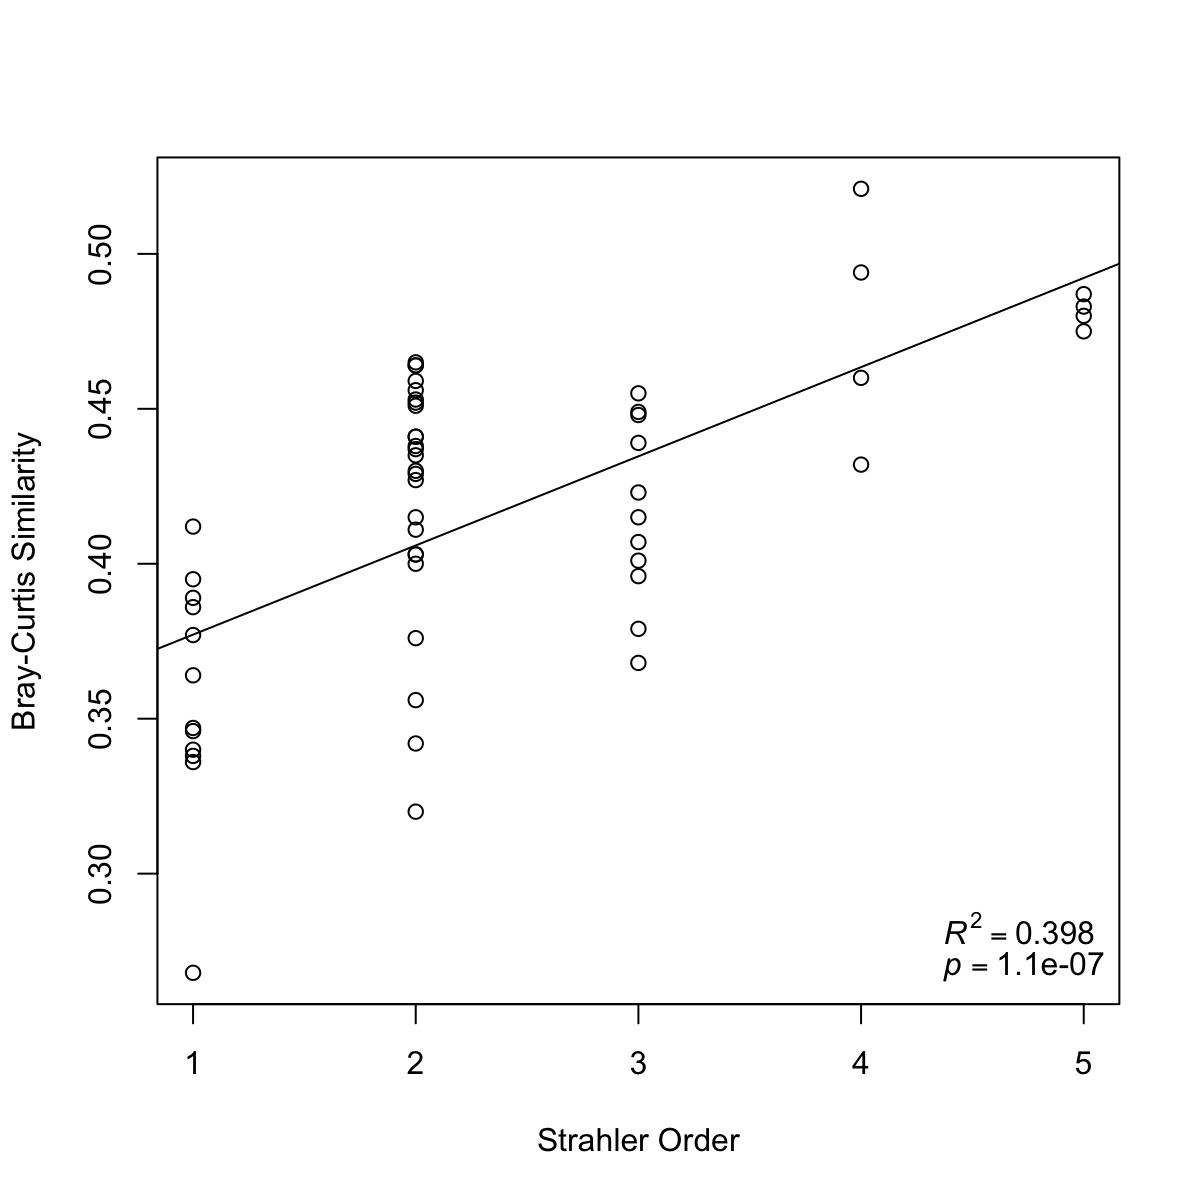 Bray-Curtis Similarity
0.50
0.45
0.40
0.35
0.30
R² = 0.398
p = 1.1e-07
1 2 3 4 5
Strahler Order